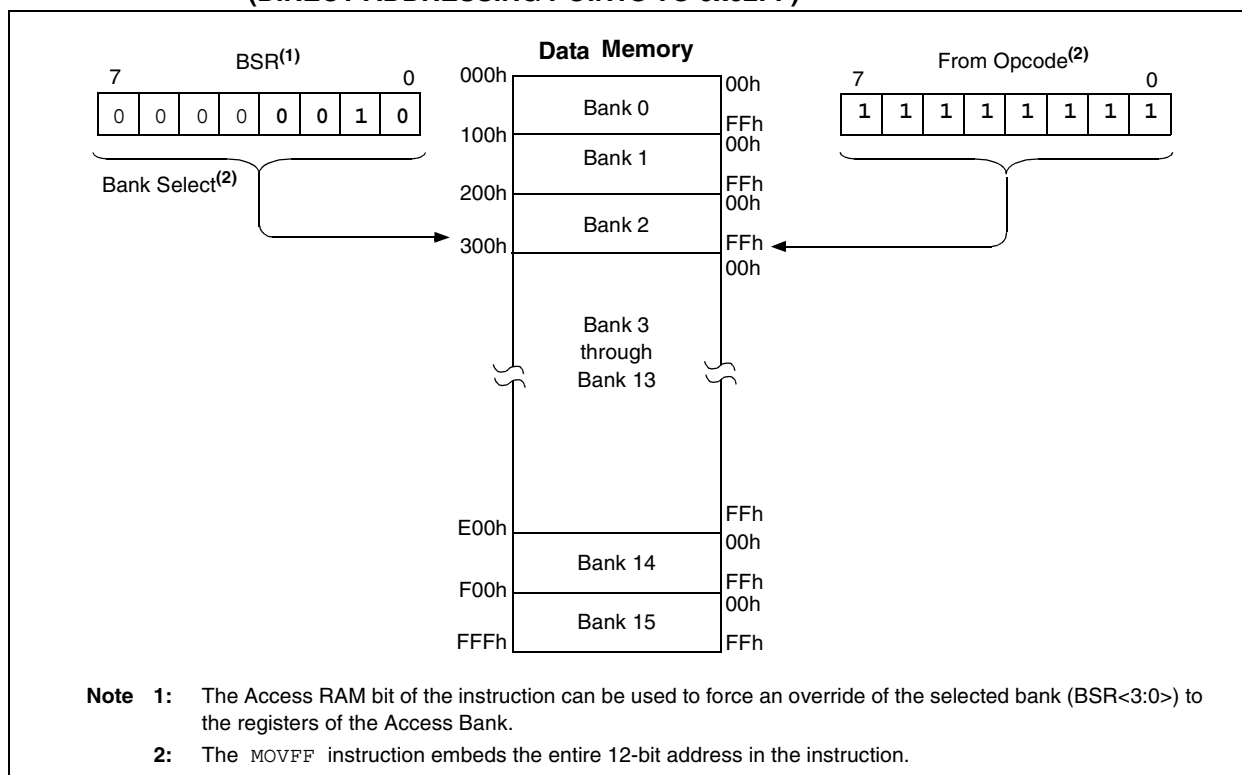 Data Memory
BSR(1)
7 0
0 0 0 0 0 0 1 0
Bank Select(2)
From Opcode(2)
7 0
1 1 1 1 1 1 1 1
000h
Bank 0
00h
FFh
100h
Bank 1
00h
FFh
200h
Bank 2
00h
FFh
300h
00h
Bank 3
through
Bank 13
FFh
E00h
Bank 14
00h
FFh
F00h
Bank 15
00h
FFFh
FFh
Note 1: The Access RAM bit of the instruction can be used to force an override of the selected bank (BSR<3:0>) to
the registers of the Access Bank.
2: The MOVFF instruction embeds the entire 12-bit address in the instruction.